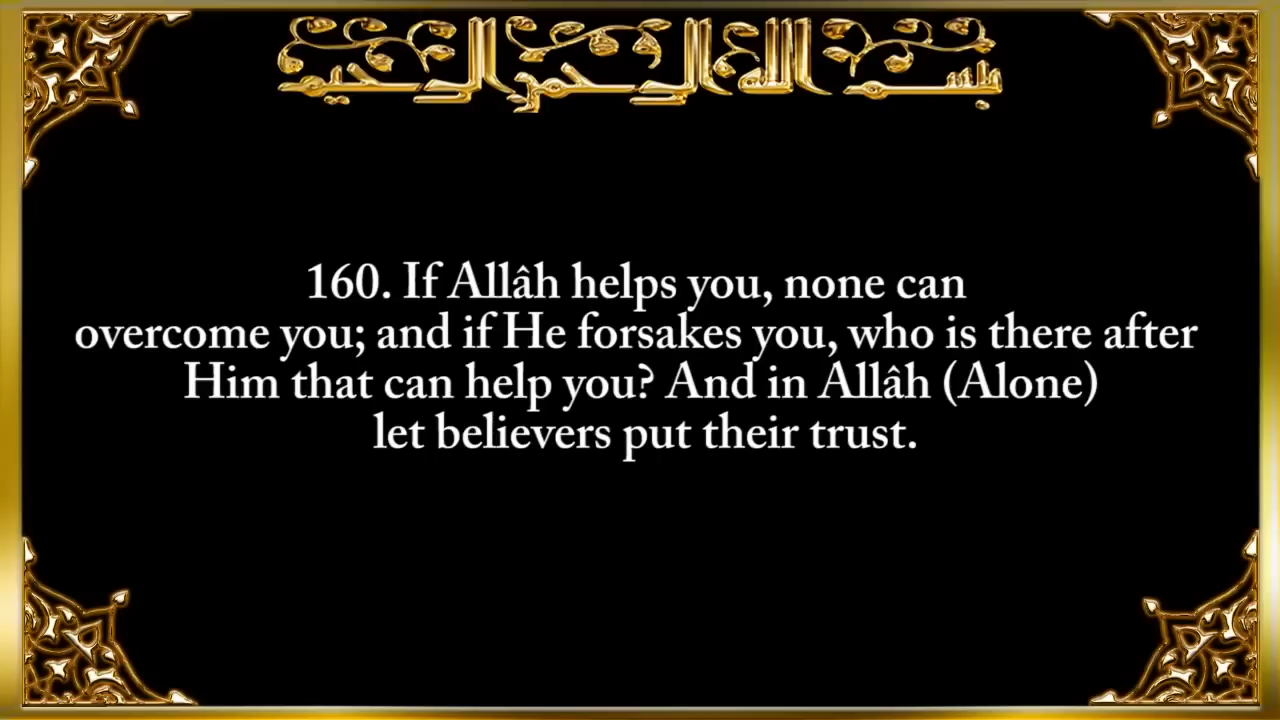 بسم الله الرحمن الرحيم
160. If Allâh helps you, none can
overcome you; and if He forsakes you, who is there after
Him that can help you? And in Allâh (Alone)
let believers put their trust.